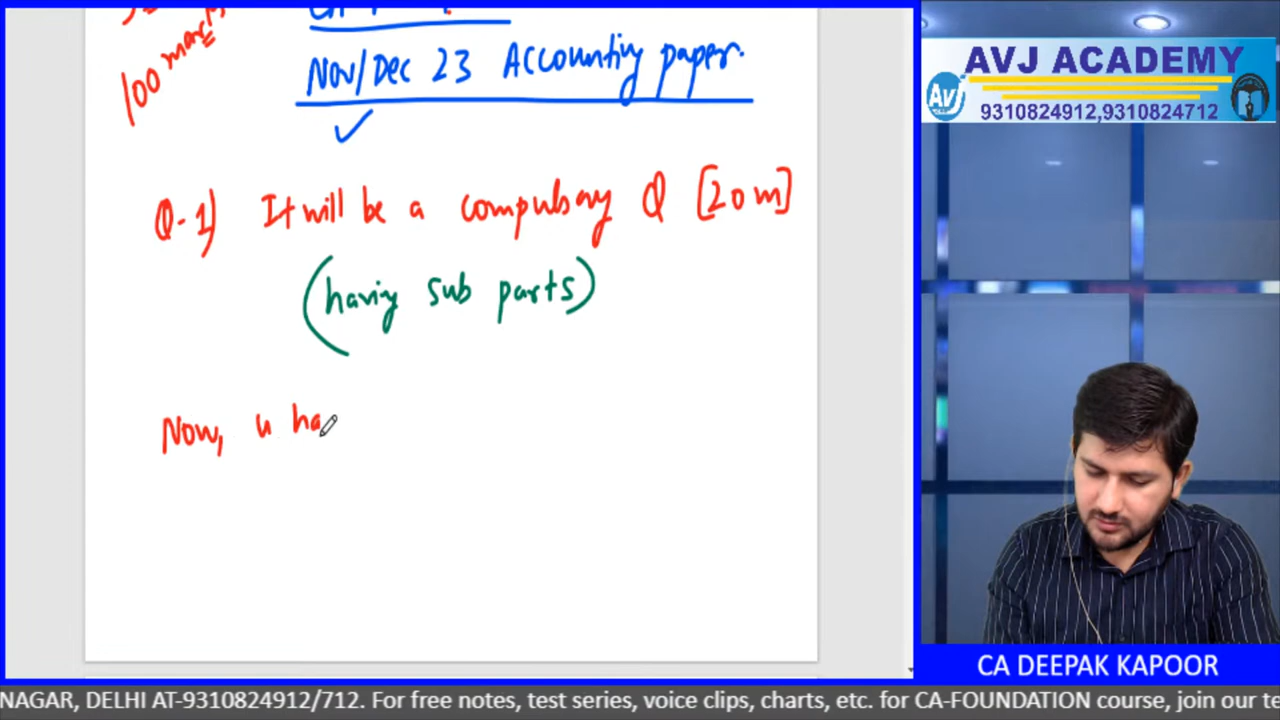 100 marks
Nov/Dec 23 Accounting paper.
Q-1) It will be a compulsory Q [20m]
(having sub parts)
Now, u ha
AVJ ACADEMY
AVJ
9310824912,9310824712
CA DEEPAK KAPOOR
NAGAR, DELHI AT-9310824912/712. For free notes, test series, voice clips, charts, etc. for CA-FOUNDATION course, join our te